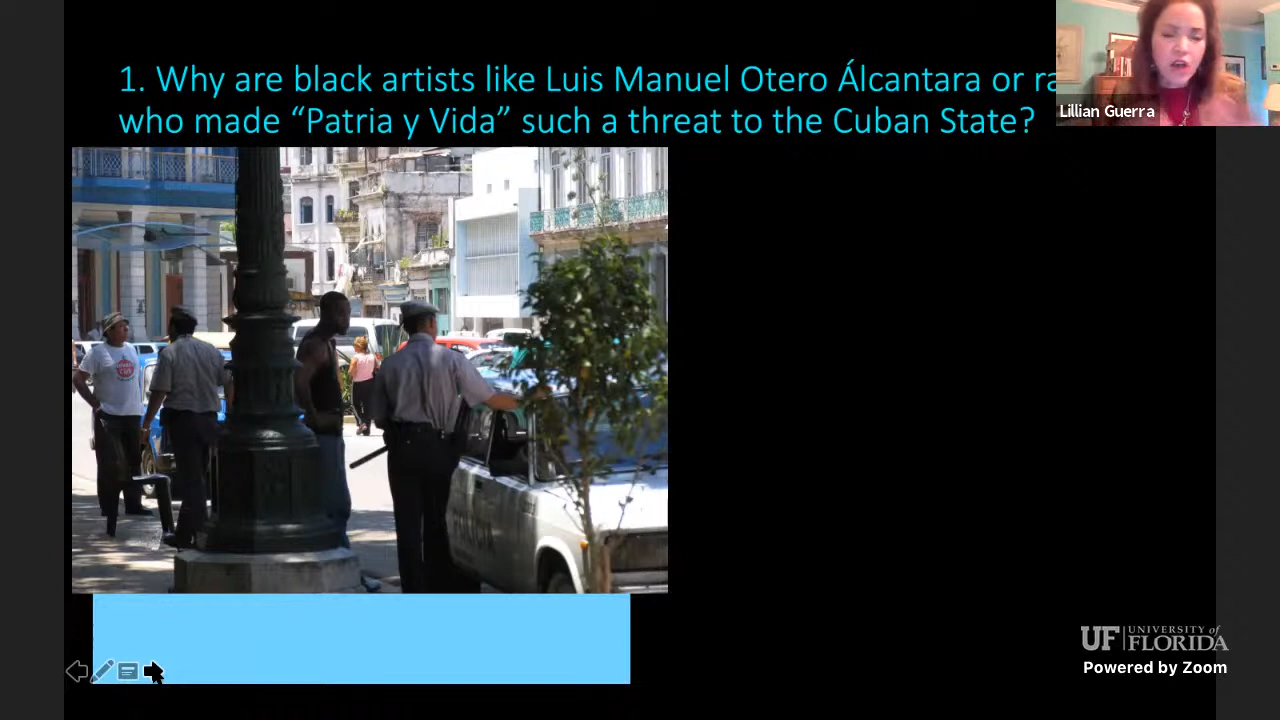 1. Why are black artists like Luis Manuel Otero Álcantara or ra
who made “Patria y Vida” such a threat to the Cuban State?
Lillian Guerra
UF UNIVERSITY of
FLORIDA
Powered by Zoom